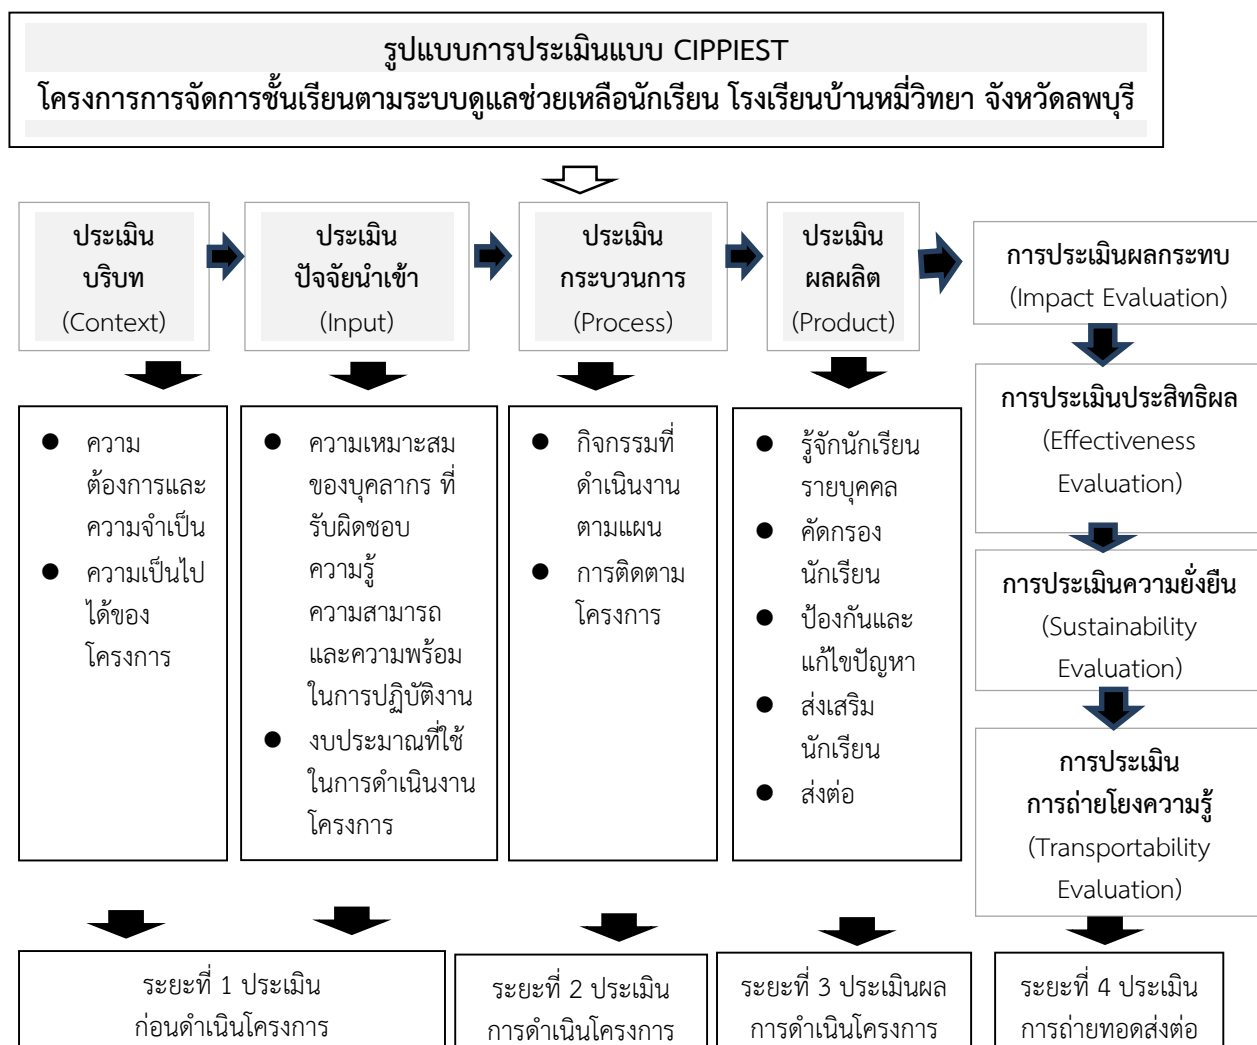 รูปแบบการประเมินแบบ CIPPIEST
โครงการการจัดการชั้นเรียนตามระบบดูแลช่วยเหลือนักเรียน โรงเรียนบ้านหมี่วิทยา จังหวัดลพบุรี
ประเมิน
บริบท
(Context)
ประเมิน
ปัจจัยนำเข้า
(Input)
ประเมิน
กระบวนการ
(Process)
ประเมิน
ผลผลิต
(Product)
การประเมินผลกระทบ
(Impact Evaluation)
การประเมินประสิทธิผล
(Effectiveness
Evaluation)
การประเมินความยั่งยืน
(Sustainability
Evaluation)
การประเมิน
การถ่ายโยงความรู้
(Transportability
Evaluation)
● ความ
ต้องการและ
ความจำเป็น
● ความเป็นไป
ได้ของ
โครงการ
● ความเหมาะสม
ของบุคลากร ที่
รับผิดชอบ
ความรู้
ความสามารถ
และความพร้อม
ในการปฏิบัติงาน
● งบประมาณที่ใช้
ในการดำเนินงาน
โครงการ
● กิจกรรมที่
ดำเนินงาน
ตามแผน
● การติดตาม
โครงการ
● รู้จักนักเรียน
รายบุคคล
● คัดกรอง
นักเรียน
● ป้องกันและ
แก้ไขปัญหา
● ส่งเสริม
นักเรียน
● ส่งต่อ
ระยะที่ 1 ประเมิน
ก่อนดำเนินโครงการ
ระยะที่ 2 ประเมิน
การดำเนินโครงการ
ระยะที่ 3 ประเมินผล
การดำเนินโครงการ
ระยะที่ 4 ประเมิน
การถ่ายทอดส่งต่อ